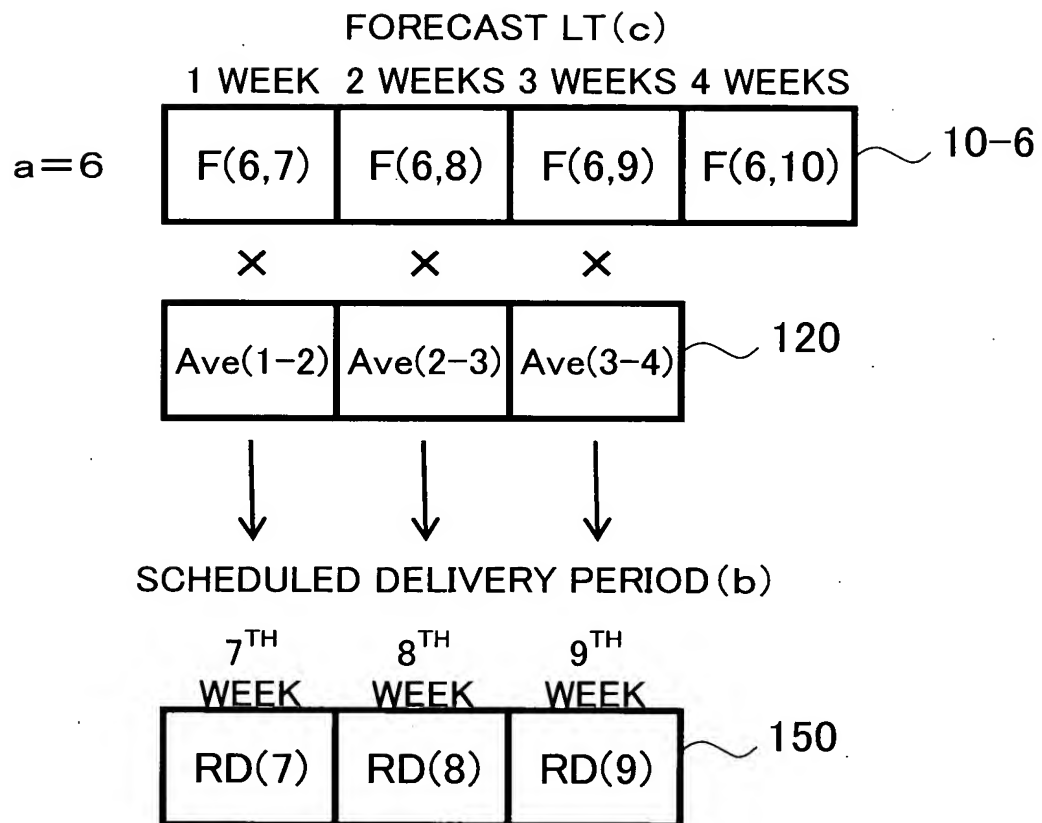 FORECAST LT(c)
1 WEEK 2 WEEKS 3 WEEKS 4 WEEKS
a=6 F(6,7) F(6,8) F(6,9) F(6,10) 10-6
× × ×
Ave(1-2) Ave(2-3) Ave(3-4) 120
SCHEDULED DELIVERY PERIOD(b)
7TH 8TH 9TH
WEEK WEEK WEEK
RD(7) RD(8) RD(9) 150